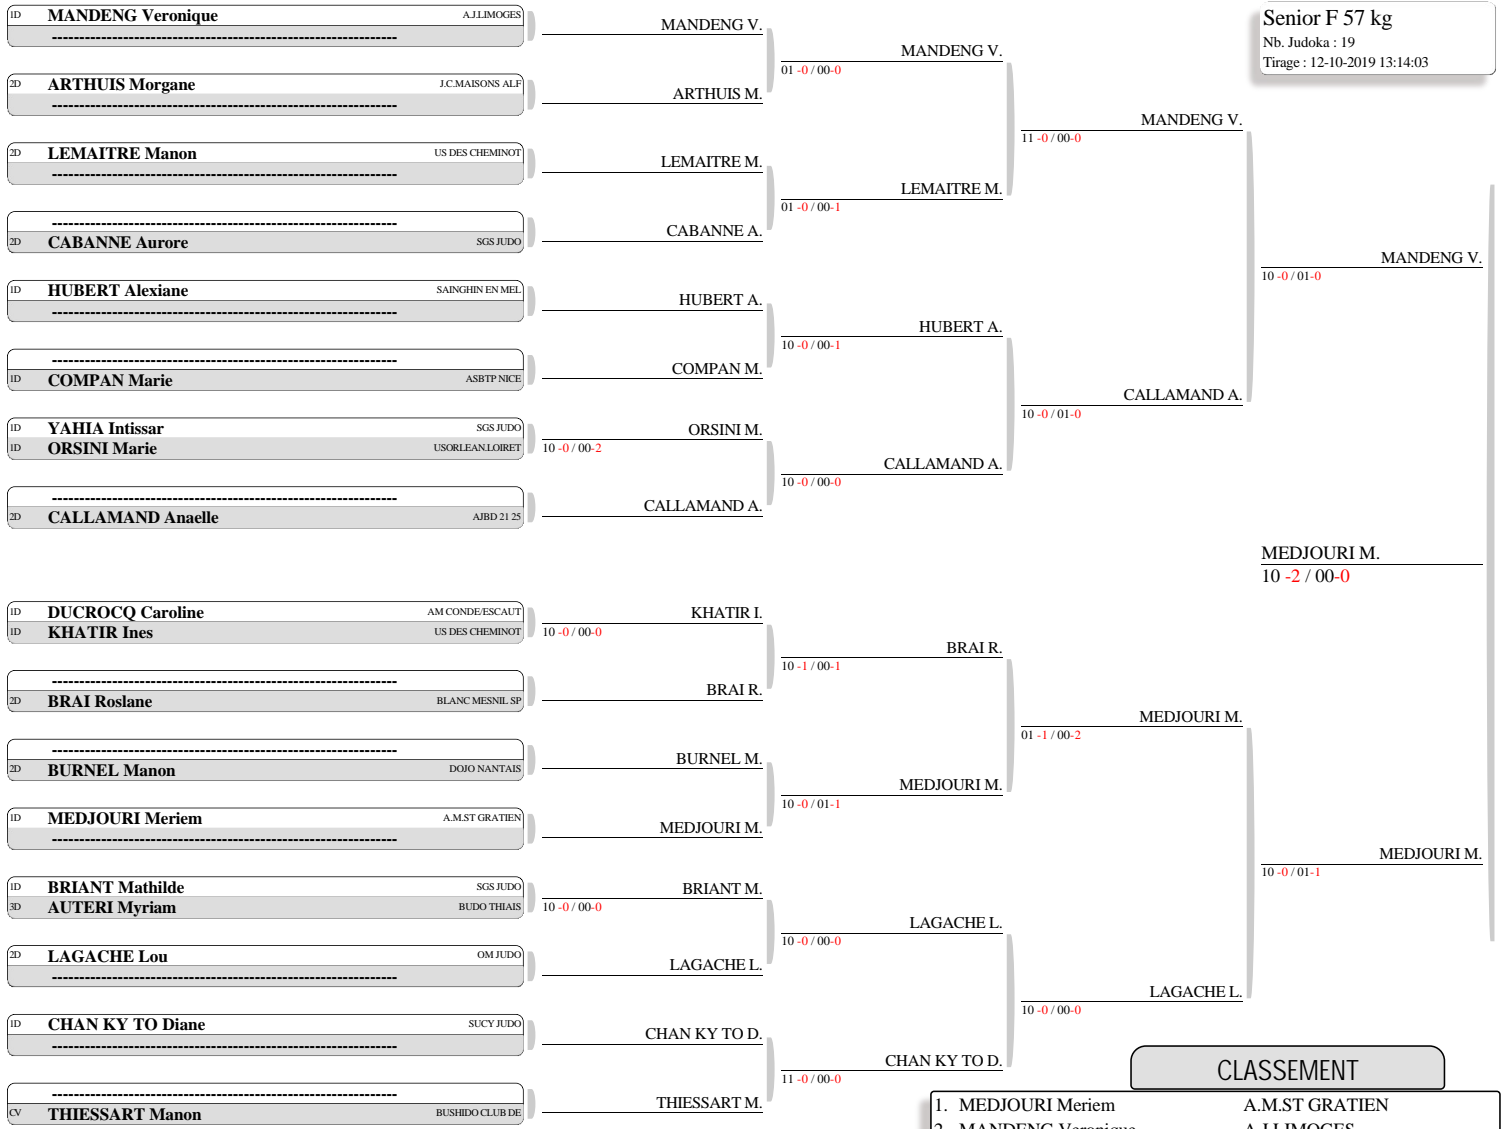 Senior F 57 kg
Nb. Judoka : 19
Tirage : 12-10-2019 13:14:03
1D MANDENG Veronique A.J.LIMOGES
----------------------------------------------------------------
2D ARTHUIS Morgane J.C.MAISONS ALF
----------------------------------------------------------------
2D LEMAITRE Manon US DES CHEMINOT
----------------------------------------------------------------
----------------------------------------------------------------
2D CABANNE Aurore SGS JUDO
1D HUBERT Alexiane SAINGHIN EN MEL
----------------------------------------------------------------
----------------------------------------------------------------
1D COMPAN Marie ASBTP NICE
1D YAHIA Intissar SGS JUDO
1D ORSINI Marie USORLEAN.LOIRET
----------------------------------------------------------------
2D CALLAMAND Anaelle AJBD 21 25
1D DUCROCQ Caroline AM CONDE/ESCAUT
1D KHATIR Ines US DES CHEMINOT
----------------------------------------------------------------
2D BRAI Roslane BLANC MESNIL SP
----------------------------------------------------------------
2D BURNEL Manon DOJO NANTAIS
1D MEDJOURI Meriem A.M.ST GRATIEN
----------------------------------------------------------------
1D BRIANT Mathilde SGS JUDO
3D AUTERI Myriam BUDO THIAIS
2D LAGACHE Lou OM JUDO
----------------------------------------------------------------
1D CHAN KY TO Diane SUCY JUDO
----------------------------------------------------------------
----------------------------------------------------------------
CV THIESSART Manon BUSHIDO CLUB DE
MANDENG V.
ARTHUIS M.
LEMAITRE M.
CABANNE A.
HUBERT A.
COMPAN M.
ORSINI M.
10 -0 / 00-2
CALLAMAND A.
KHATIR I.
10 -0 / 00-0
BRAI R.
BURNEL M.
MEDJOURI M.
BRIANT M.
10 -0 / 00-0
LAGACHE L.
CHAN KY TO D.
THIESSART M.
MANDENG V.
01 -0 / 00-0
LEMAITRE M.
01 -0 / 00-1
HUBERT A.
10 -0 / 00-1
CALLAMAND A.
10 -0 / 00-0
BRAI R.
10 -1 / 00-1
MEDJOURI M.
10 -0 / 01-1
LAGACHE L.
10 -0 / 00-0
CHAN KY TO D.
11 -0 / 00-0
MANDENG V.
11 -0 / 00-0
CALLAMAND A.
10 -0 / 01-0
MEDJOURI M.
01 -1 / 00-2
LAGACHE L.
10 -0 / 00-0
MANDENG V.
10 -0 / 01-0
MEDJOURI M.
10 -0 / 01-1
MEDJOURI M.
10 -2 / 00-0
CLASSEMENT
1. MEDJOURI Meriem A.M.ST GRATIEN
2. MANDENG Veronique A.J.LIMOGES